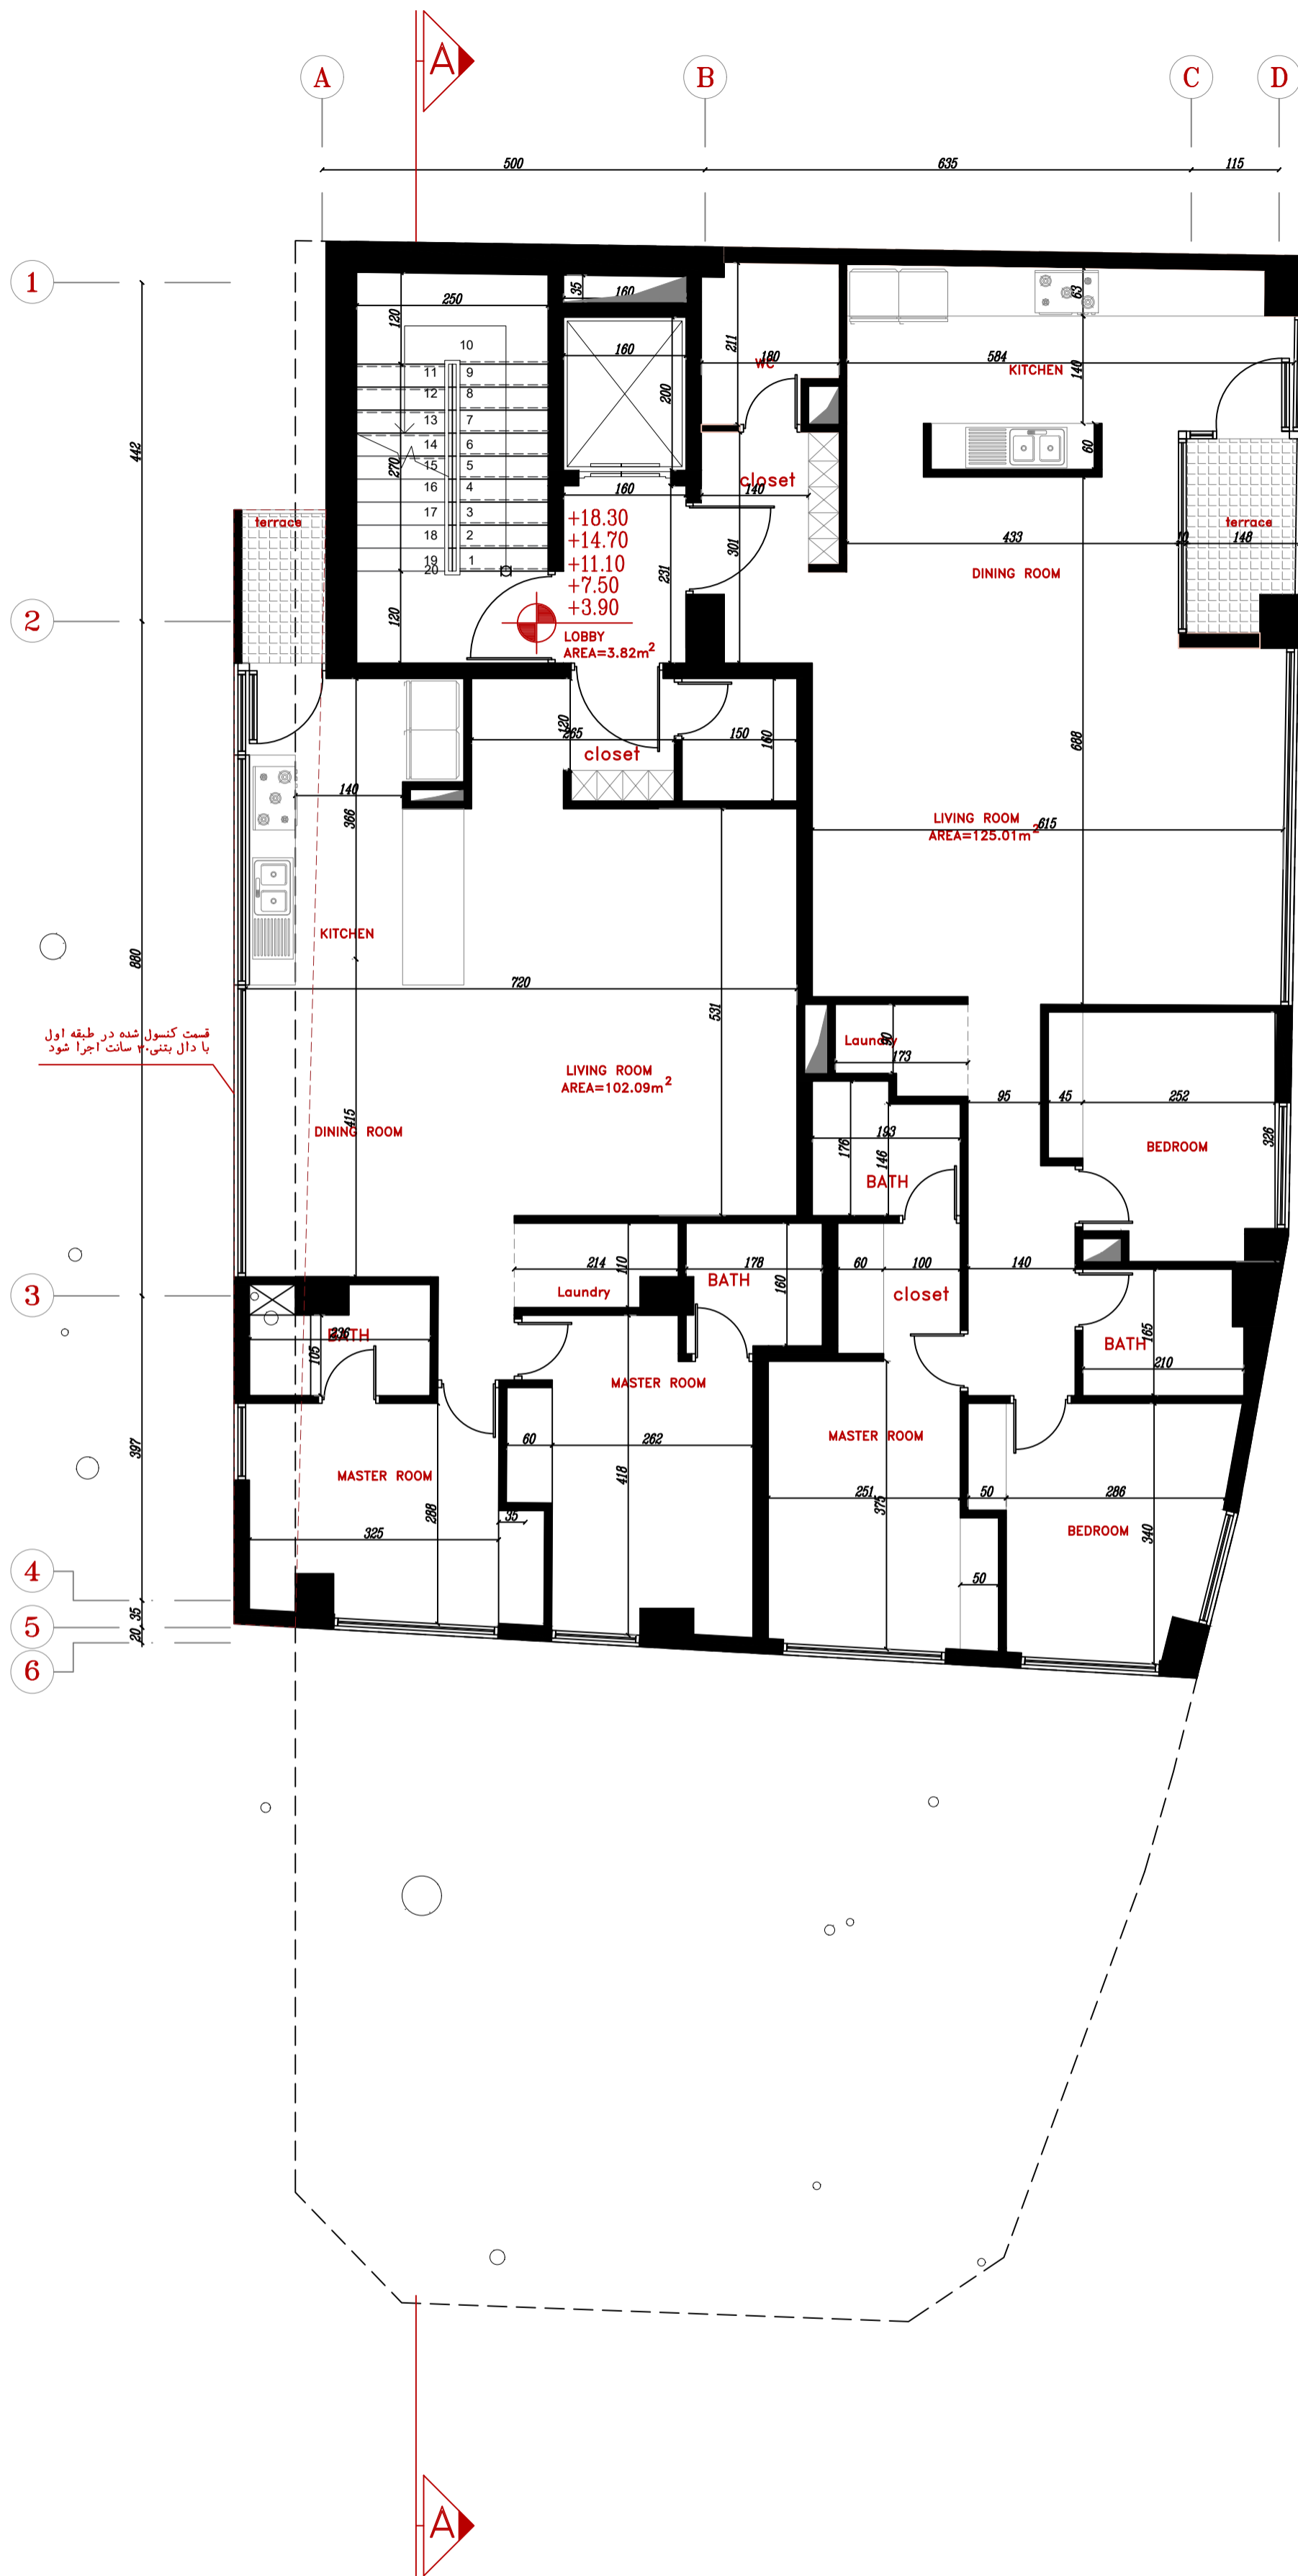 A
A B C D
500 635 115
1
250
35
160
120
160
200
211
180
WC
63
584
KITCHEN
140
10
11 9
12 8
13 7
14 6
15 5
16 4
17 3
18 2
19 1
20
270
442
60
closet
140
160
301
231
+18.30
+14.70
+11.10
+7.50
+3.90
LOBBY
AREA=3.82m²
terrace
terrace
433
10
148
DINING ROOM
2
120
120
265
closet
150
160
688
140
366
LIVING ROOM
AREA=125.01m²
615
KITCHEN
880
720
531
قسمت کنسول شده در طبقه اول
با دال بتنی ۲۰ سانت اجرا شود
LIVING ROOM
AREA=102.09m²
DINING ROOM
415
Laundry
90
173
95
45
252
326
BEDROOM
193
176
146
BATH
3
214
110
Laundry
178
BATH
160
60
100
closet
140
236
BATH
105
165
BATH
210
MASTER ROOM
MASTER ROOM
397
60
262
418
MASTER ROOM
288
325
35
251
375
50
286
BEDROOM
340
50
4
35
5
20
6
A